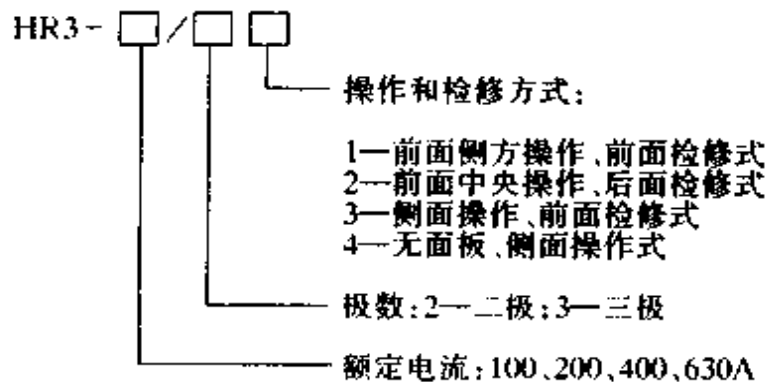 HR3-□/□□
操作和检修方式:
1—前面侧方操作、前面检修式
2—前面中央操作、后面检修式
3—侧面操作、前面检修式
4—无面板、侧面操作式
极数:2—二极;3—三极
额定电流:100、200、400、630A